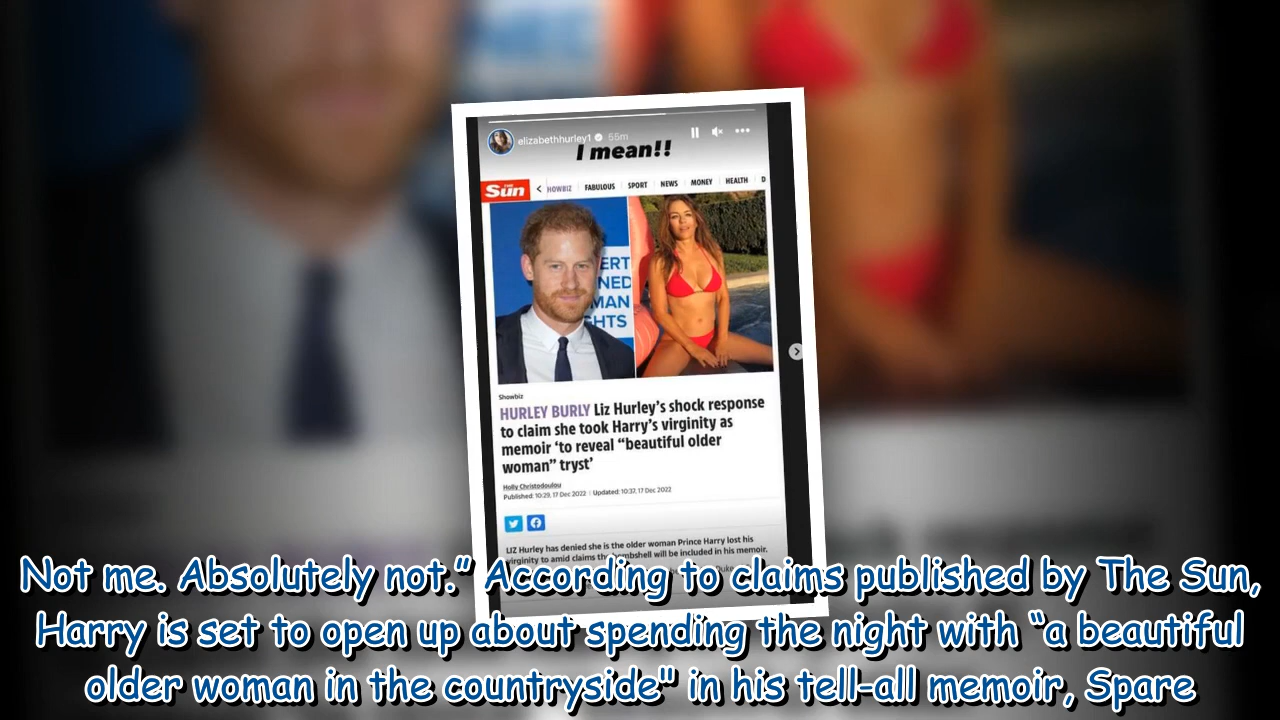 elizabethhurley1 55m
I mean!!
THE Sun
HOWBIZ FABULOUS SPORT NEWS MONEY HEALTH D
ERT
NED
MAN
GHTS
Showbiz
HURLEY BURLY Liz Hurley's shock response
to claim she took Harry's virginity as
memoir 'to reveal "beautiful older
woman" tryst'
Holly Christodoulou
Published: 10:29, 17 Dec 2022 Updated: 10:37, 17 Dec 2022
LIZ Hurley has denied she is the older woman Prince Harry lost his
virginity to amid claims the bombshell will be included in his memoir.
Not me. Absolutely not." According to claims published by The Sun,
Harry is set to open up about spending the night with "a beautiful
older woman in the countryside" in his tell-all memoir, Spare